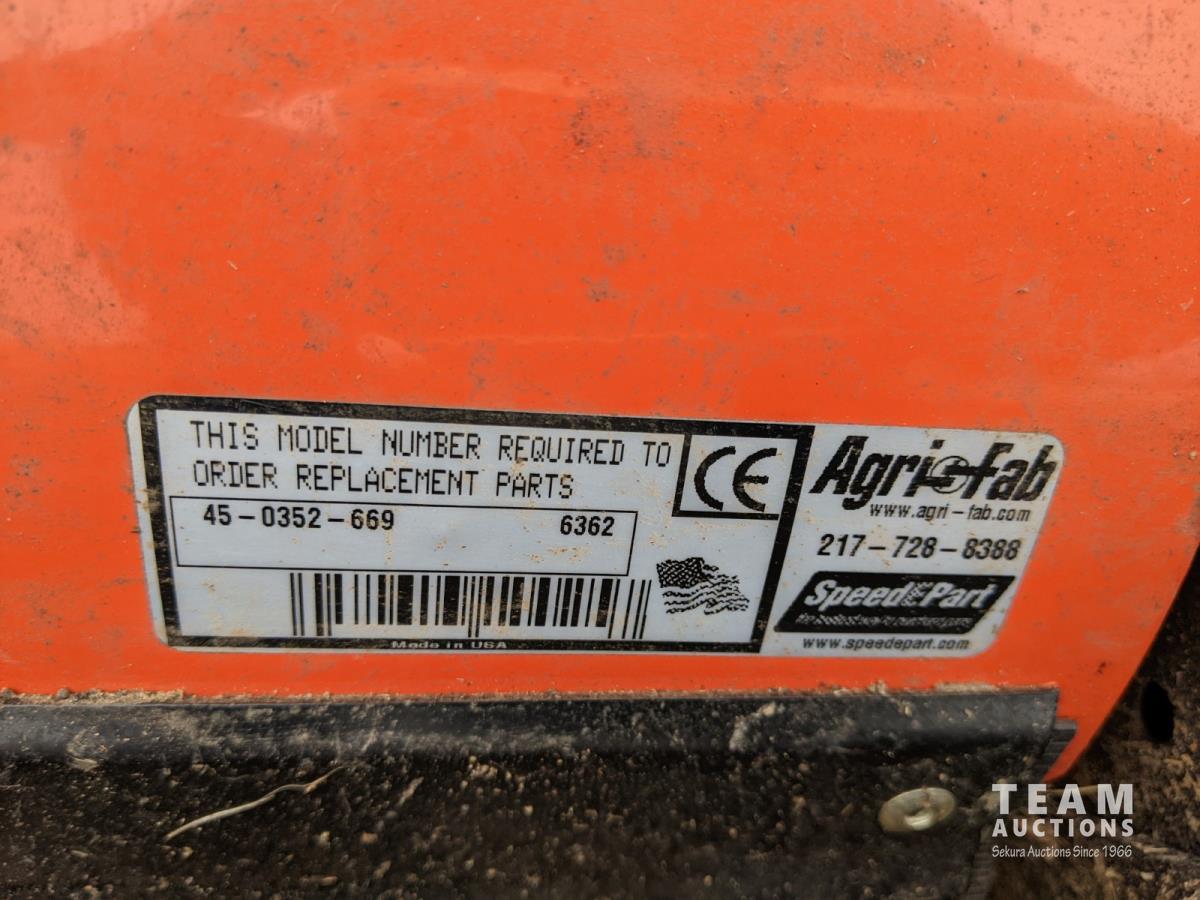 THIS MODEL NUMBER REQUIRED TO
ORDER REPLACEMENT PARTS
45-0352-669 6362
Made in USA
CE
Agri-Fab
www.agri-fab.com
217-728-8388
SpeedEPart
www.speedepart.com
TEAM
AUCTIONS
Sekura Auctions Since 1966